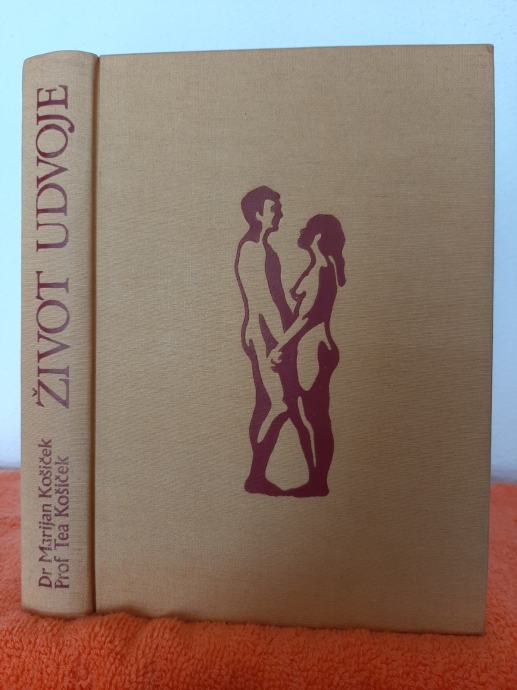 ŽIVOT UDVOJE
Dr Marijan Košiček
Prof Tea Košiček